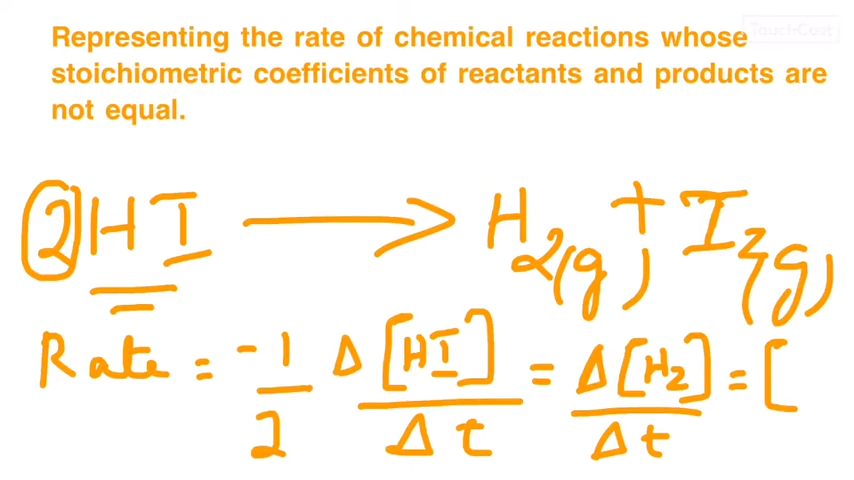 TouchCast
Representing the rate of chemical reactions whose
stoichiometric coefficients of reactants and products are
not equal.
2HI ⟶ H₂(g) + I₂(g)
Rate = -1/2 Δ[HI]/Δt = Δ[H₂]/Δt = [